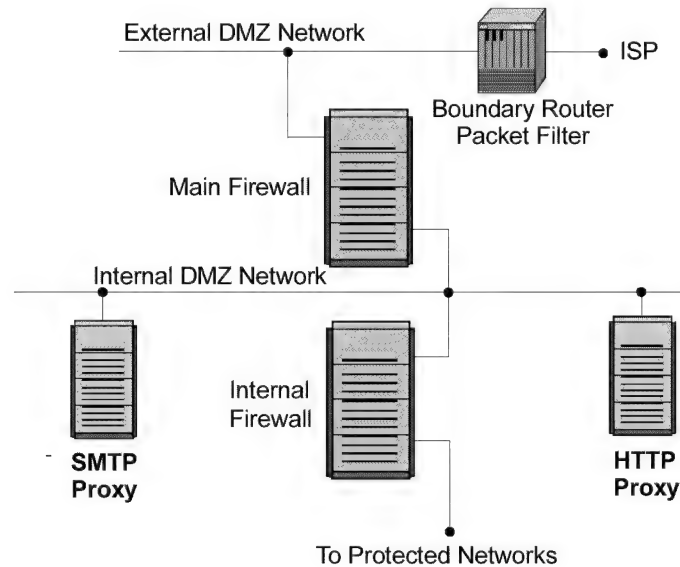 External DMZ Network
ISP
Boundary Router
Packet Filter
Main Firewall
Internal DMZ Network
Internal
Firewall
SMTP
Proxy
HTTP
Proxy
To Protected Networks